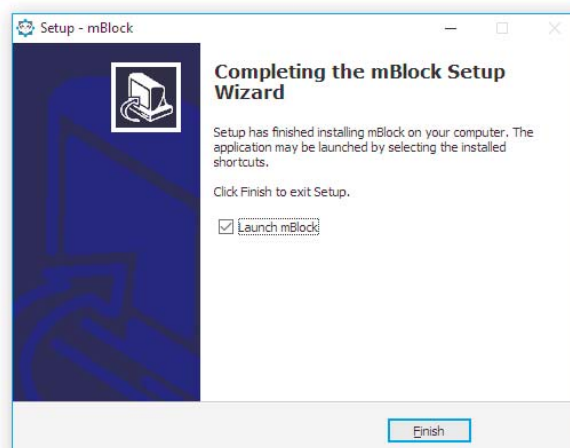 Setup - mBlock
Completing the mBlock Setup
Wizard
Setup has finished installing mBlock on your computer. The
application may be launched by selecting the installed
shortcuts.
Click Finish to exit Setup.
Launch mBlock
Finish